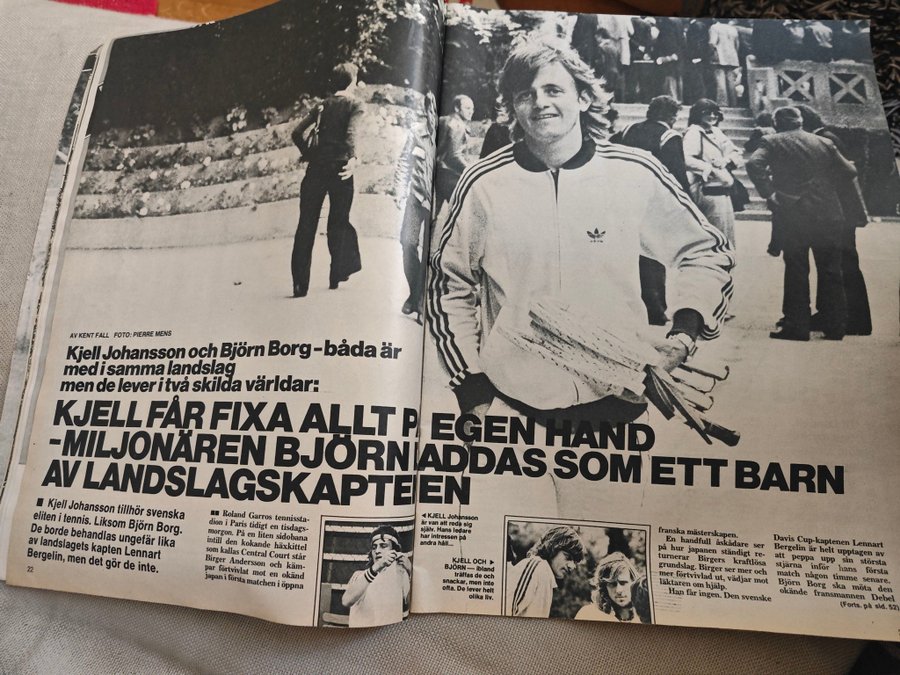 AV KENT FALL FOTO: PIERRE MENS
Kjell Johansson och Björn Borg – båda är
med i samma landslag
men de lever i två skilda världar:
KJELL FÅR FIXA ALLT P EGEN HAND
–MILJONÄREN BJÖRN ADDAS SOM ETT BARN
AV LANDSLAGSKAPTEEN
■ Kjell Johansson tillhör svenska
eliten i tennis. Liksom Björn Borg.
De borde behandlas ungefär lika
av landslagets kapten Lennart
Bergelin, men det gör de inte.
22
■ Roland Garros tennissta-
dion i Paris tidigt en tisdags-
morgon. På en liten sidobana
intill den kokande häxkittel
som kallas Central Court står
Birger Andersson och käm-
par förtvivlat mot en okänd
japan i första matchen i öppna
◄ KJELL JOHANSSON
är van att reda sig
själv. Hans ledare
har intressen på
andra håll...
KJELL OCH ►
BJÖRN — ibland
träffas de och
snackar, men inte
ofta. De lever helt
olika liv.
franska mästerskapen.
En handfull åskådare ser
på hur japanen ständigt re-
turnerar Birgers kraftlösa
grundslag. Birger ser mer och
mer förtvivlad ut, vädjar mot
läktaren om hjälp.
Han får ingen. Den svenske
Davis Cup-kaptenen Lennart
Bergelin är helt upptagen av
att peppa upp sin största
stjärna inför hans första
match någon timme senare.
Björn Borg ska möta den
okände fransmannen Debel
(Forts. på sid. 52)